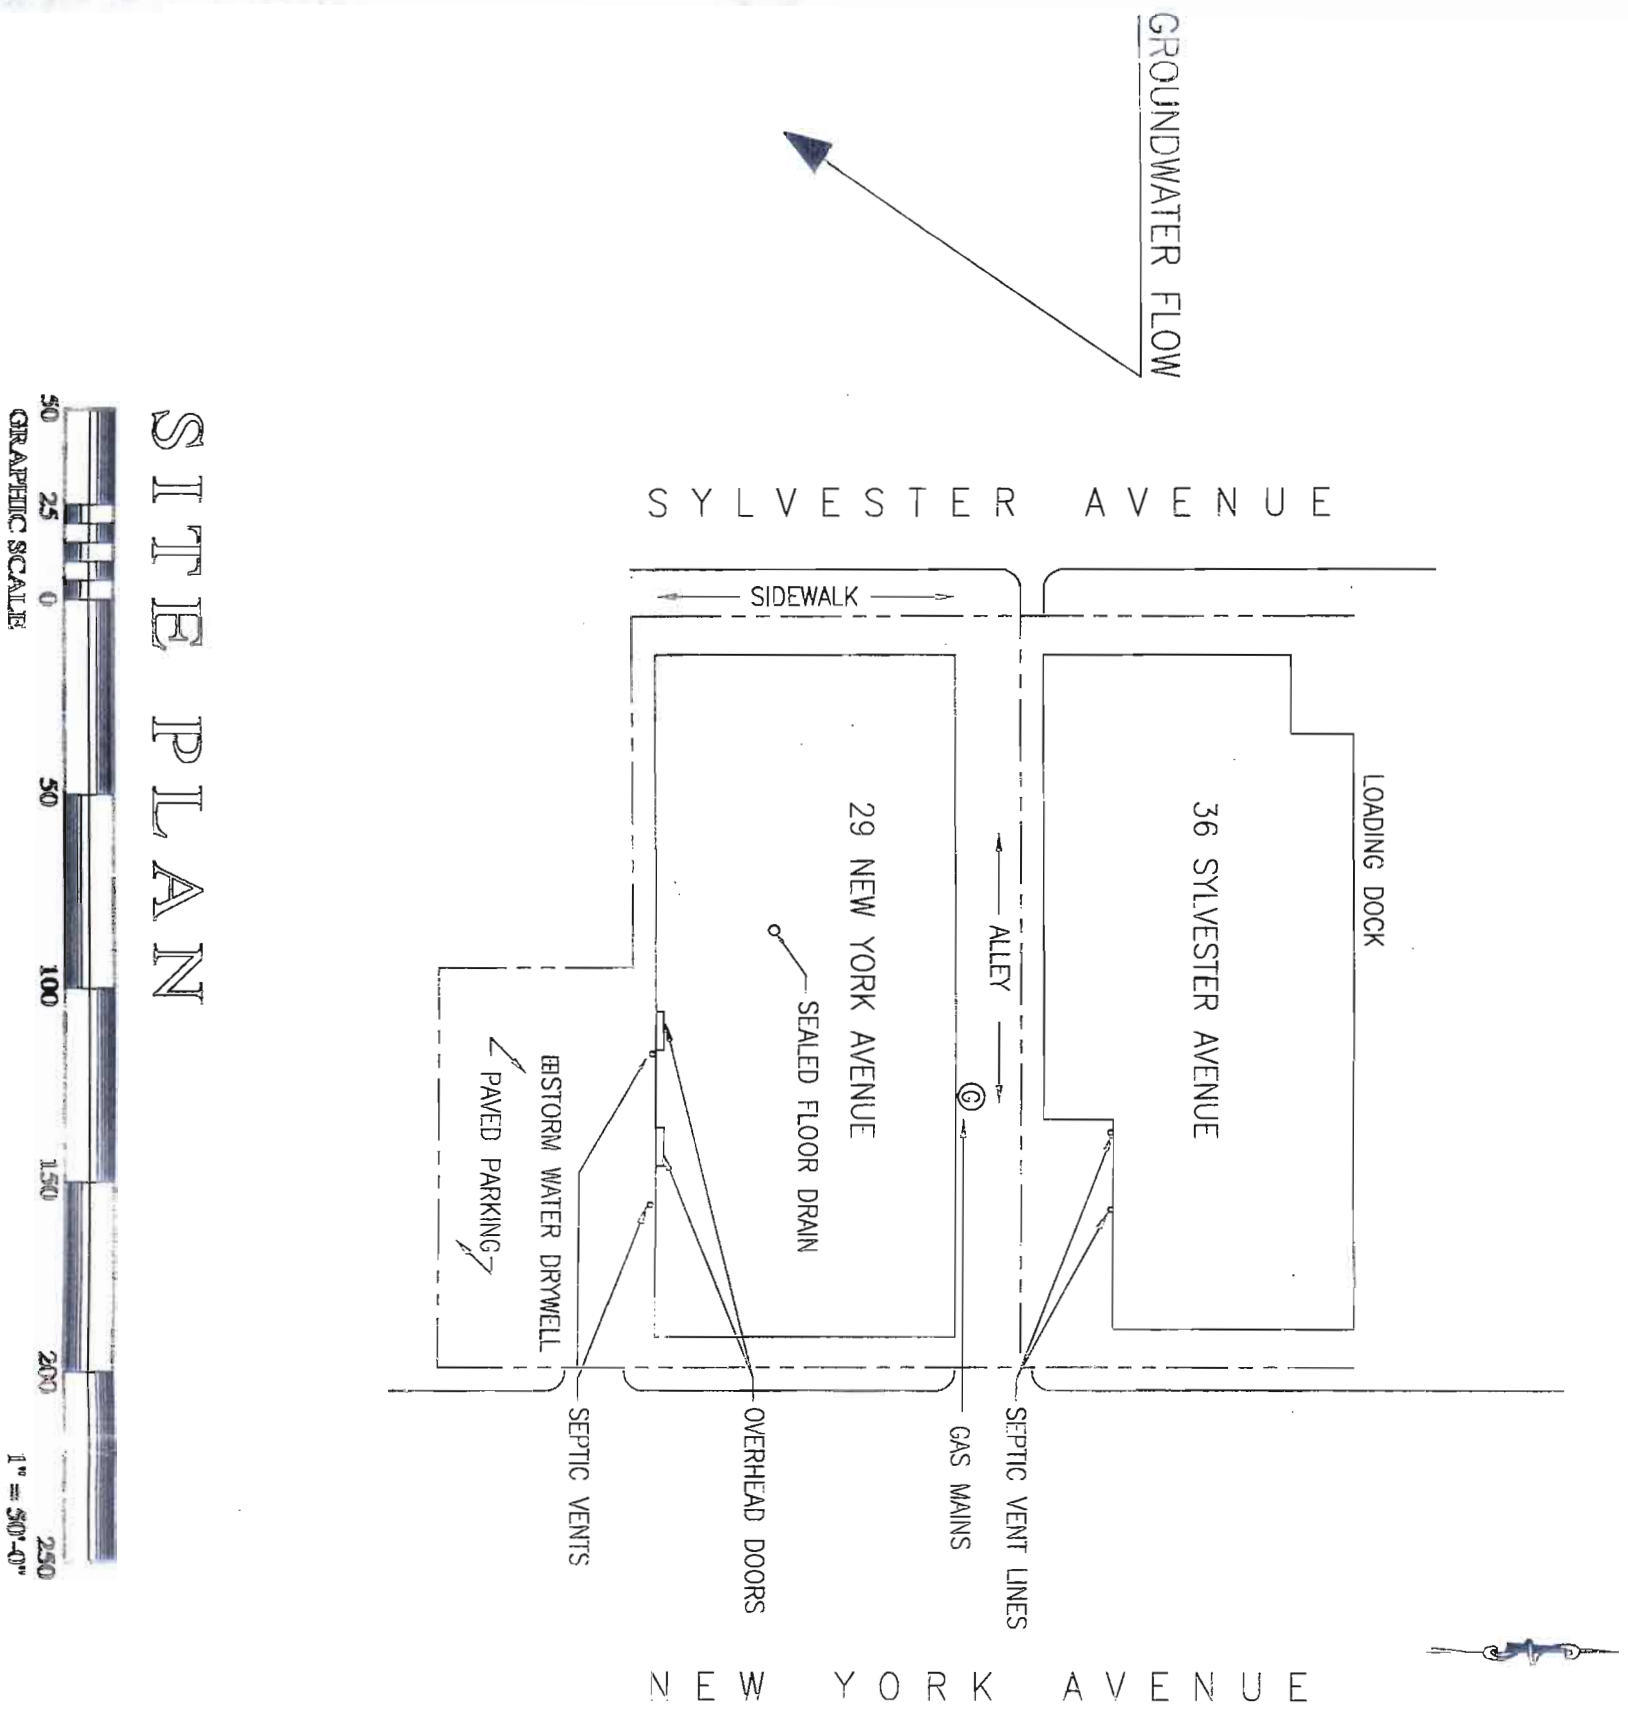 GROUNDWATER FLOW
SYLVESTER AVENUE
SIDEWALK
LOADING DOCK
36 SYLVESTER AVENUE
ALLEY
29 NEW YORK AVENUE
SEALED FLOOR DRAIN
G
STORM WATER DRYWELL
PAVED PARKING
SEPTIC VENT LINES
GAS MAINS
OVERHEAD DOORS
SEPTIC VENTS
NEW YORK AVENUE
SITE PLAN
50 25 0 50 100 150 200 250
GRAPHIC SCALE
1" = 50'-0"